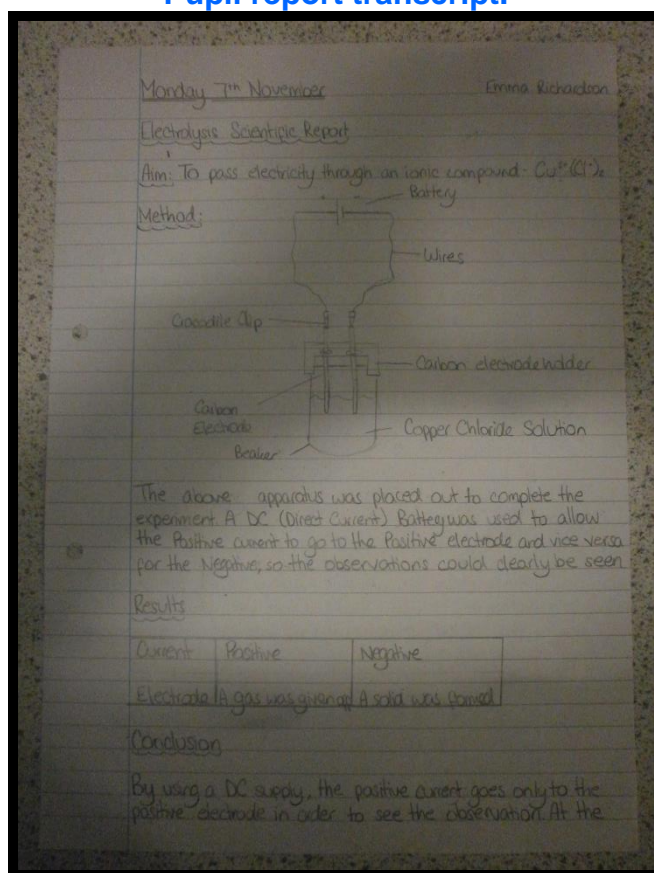 Pupil report transcript:
Monday 7th November Emma Richardson
Electrolysis Scientific Report
Aim: To pass electricity through an ionic compound - Cu²⁺(Cl⁻)₂
Battery
Method:
Wires
Crocodile Clip
Carbon electrode holder
Carbon
Electrode
Copper Chloride Solution
Beaker
The above apparatus was placed out to complete the
experiment. A DC (Direct Current) Battery was used to allow
the Positive current to go to the Positive electrode and vice versa
for the Negative, so the observations could clearly be seen
Results
Current Positive Negative
Electrode A gas was given off A solid was formed
Conclusion
By using a DC supply, the positive current goes only to the
positive electrode in order to see the observation. At the